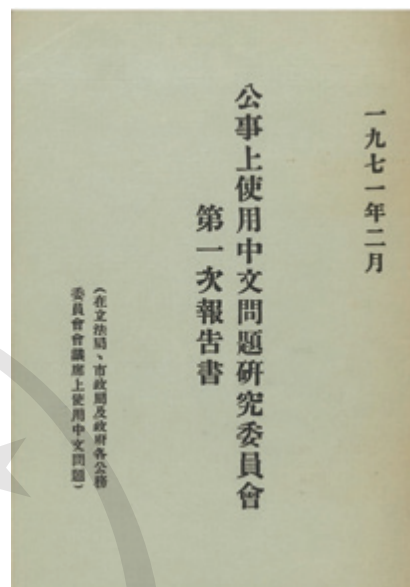 一九七一年二月
公事上使用中文問題研究委員會
第一次報告書
（在立法局、市政局及政府各公務
委員會會議席上使用中文問題）